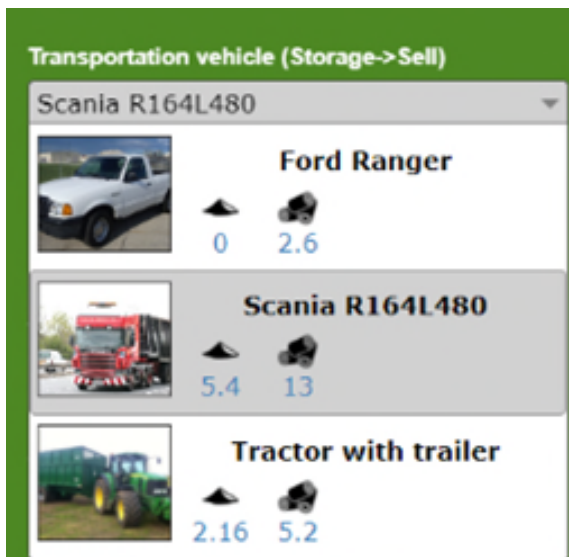 Transportation vehicle (Storage->Sell)
Scania R164L480
Ford Ranger
0 2.6
Scania R164L480
5.4 13
Tractor with trailer
2.16 5.2